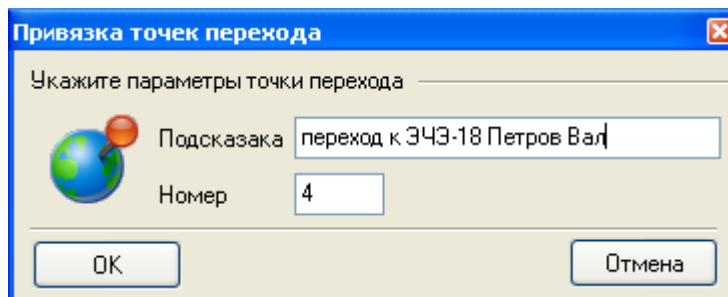 Привязка точек перехода
Укажите параметры точки перехода
Подсказака переход к ЭЧЭ-18 Петров Вал
Номер 4
OK Отмена